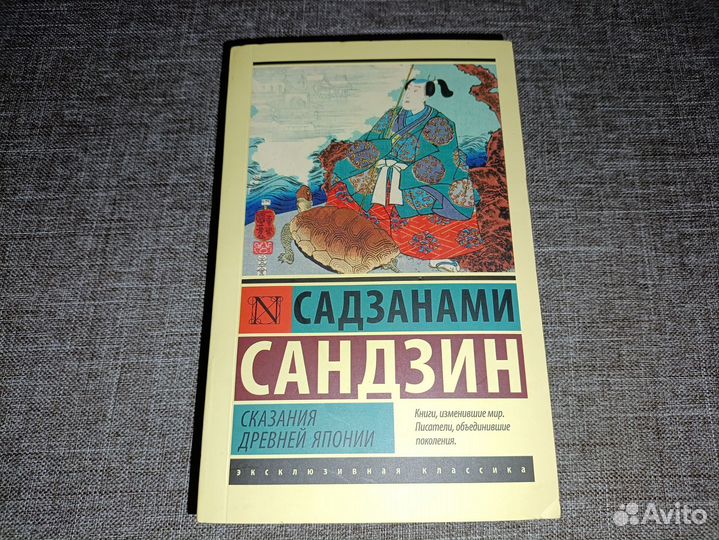 N
САДЗАНАМИ
САНДЗИН
СКАЗАНИЯ
ДРЕВНЕЙ ЯПОНИИ
Книги, изменившие мир.
Писатели, объединившие
поколения.
эксклюзивная классика
Avito